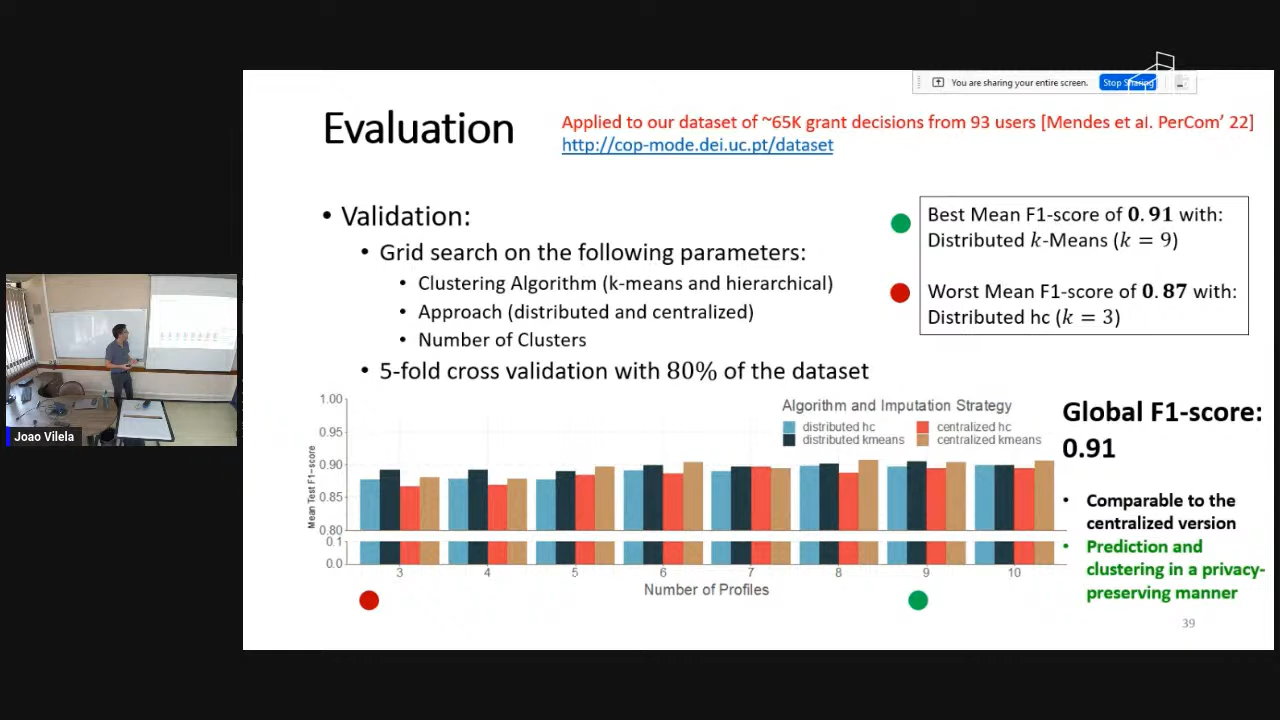 You are sharing your entire screen.
Stop Sharing
Evaluation
Applied to our dataset of ~65K grant decisions from 93 users [Mendes et al. PerCom’ 22]
http://cop-mode.dei.uc.pt/dataset
• Validation:
• Grid search on the following parameters:
• Clustering Algorithm (k-means and hierarchical)
• Approach (distributed and centralized)
• Number of Clusters
• 5-fold cross validation with 80% of the dataset
Best Mean F1-score of 0.91 with:
Distributed k-Means (k = 9)
Worst Mean F1-score of 0.87 with:
Distributed hc (k = 3)
Joao Vilela
Algorithm and Imputation Strategy
distributed hc
centralized hc
distributed kmeans
centralized kmeans
Mean Test F1-score
1.00
0.95
0.90
0.85
0.80
0.1
0.0
3 4 5 6 7 8 9 10
Number of Profiles
Global F1-score:
0.91
• Comparable to the
centralized version
• Prediction and
clustering in a privacy-
preserving manner
39